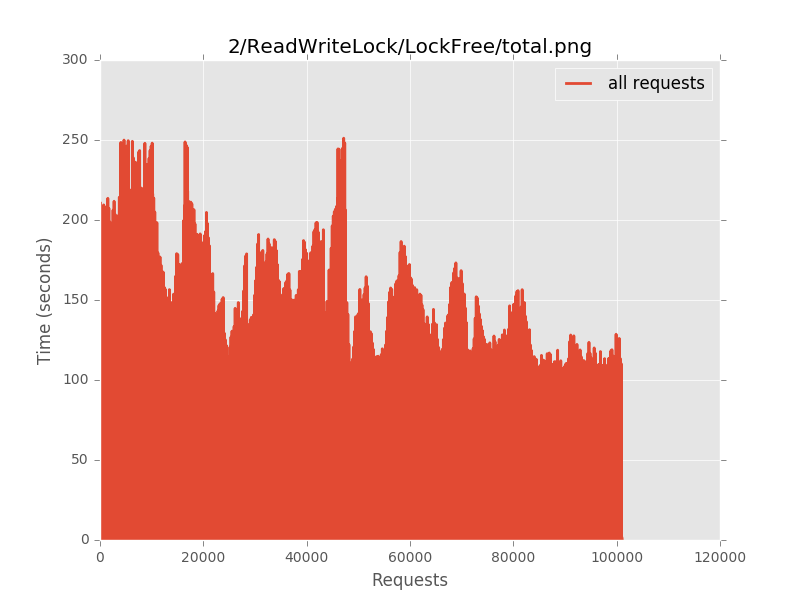 2/ReadWriteLock/LockFree/total.png
300
all requests
250
200
150
100
50
0
Time (seconds)
0 20000 40000 60000 80000 100000 120000
Requests